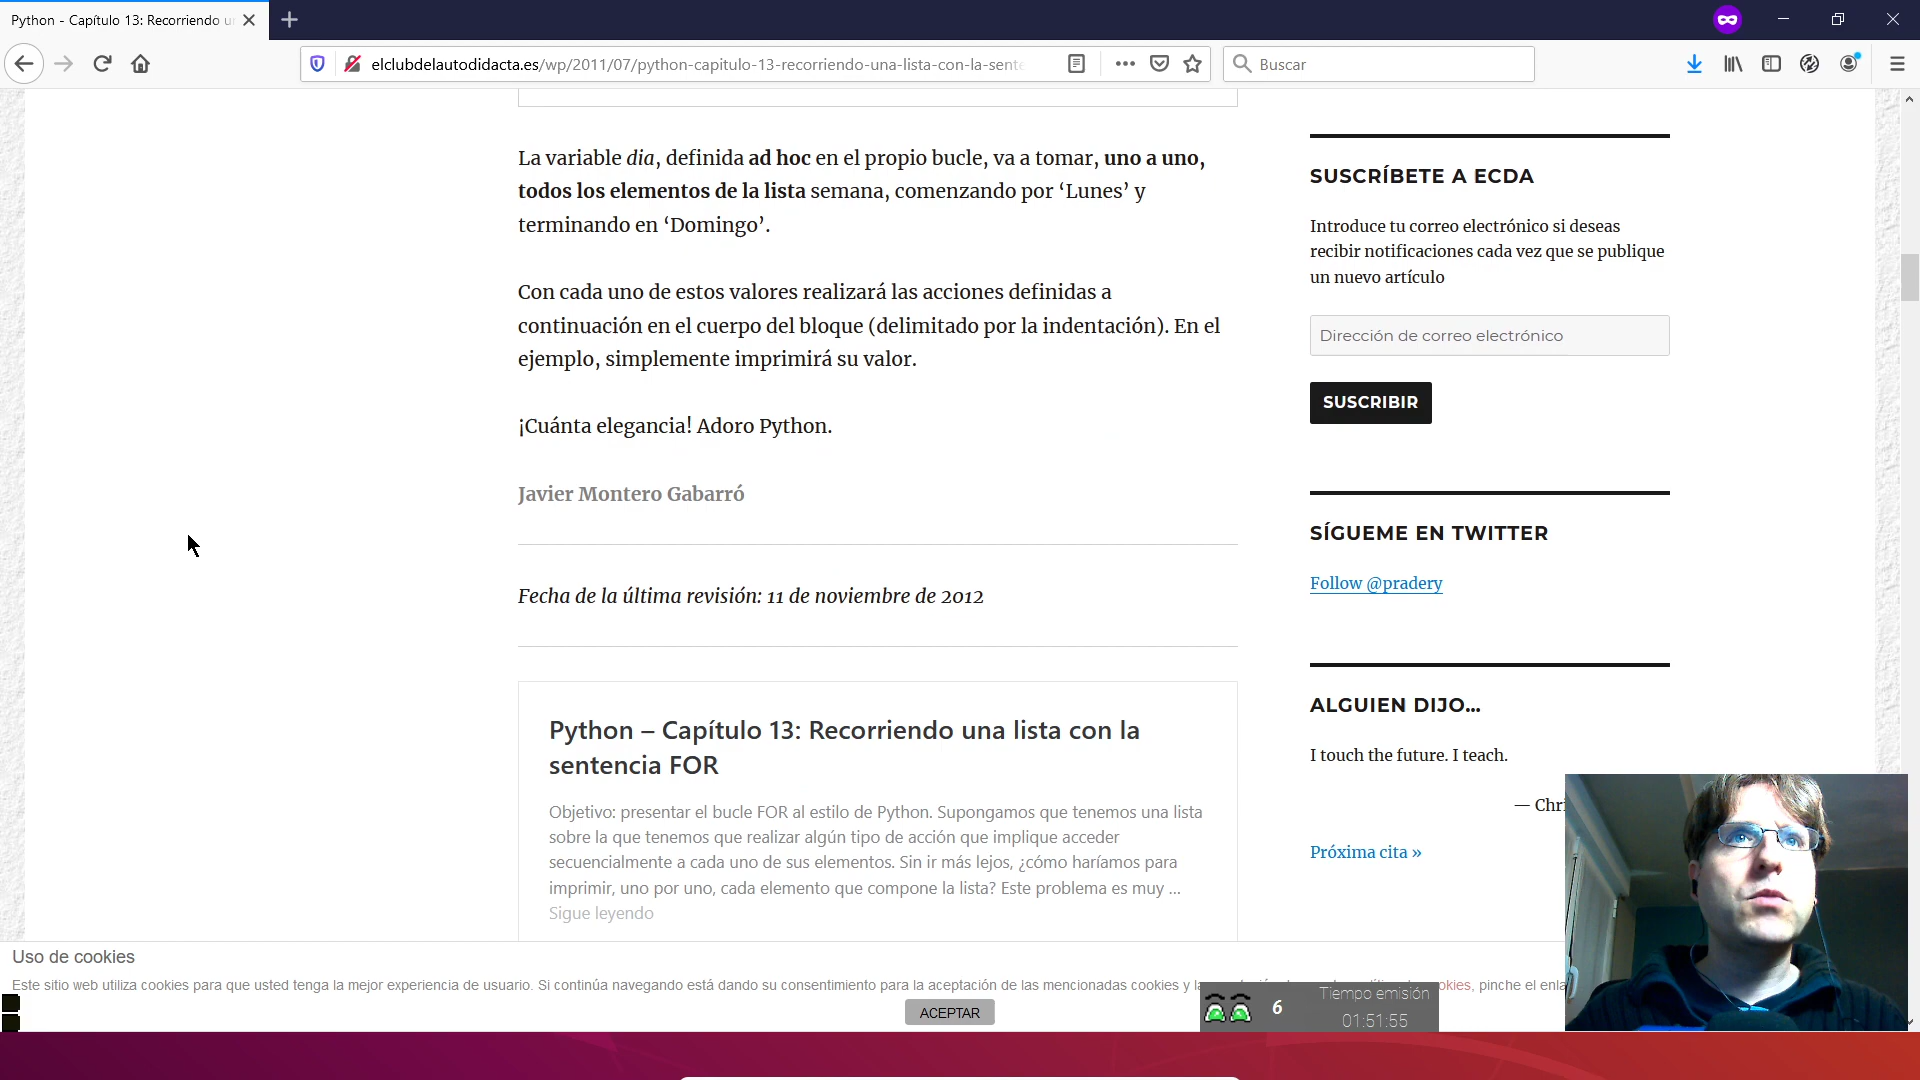 Python - Capítulo 13: Recorriendo u
elclubdelautodidacta.es/wp/2011/07/python-capitulo-13-recorriendo-una-lista-con-la-sente
Buscar
La variable dia, definida ad hoc en el propio bucle, va a tomar, uno a uno,
todos los elementos de la lista semana, comenzando por ‘Lunes’ y
terminando en ‘Domingo’.
Con cada uno de estos valores realizará las acciones definidas a
continuación en el cuerpo del bloque (delimitado por la indentación). En el
ejemplo, simplemente imprimirá su valor.
¡Cuánta elegancia! Adoro Python.
Javier Montero Gabarró
Fecha de la última revisión: 11 de noviembre de 2012
Python – Capítulo 13: Recorriendo una lista con la
sentencia FOR
Objetivo: presentar el bucle FOR al estilo de Python. Supongamos que tenemos una lista
sobre la que tenemos que realizar algún tipo de acción que implique acceder
secuencialmente a cada uno de sus elementos. Sin ir más lejos, ¿cómo haríamos para
imprimir, uno por uno, cada elemento que compone la lista? Este problema es muy ...
Sigue leyendo
SUSCRÍBETE A ECDA
Introduce tu correo electrónico si deseas
recibir notificaciones cada vez que se publique
un nuevo artículo
Dirección de correo electrónico
SUSCRIBIR
SÍGUEME EN TWITTER
Follow @pradery
ALGUIEN DIJO...
I touch the future. I teach.
— Chri
Próxima cita »
Uso de cookies
Este sitio web utiliza cookies para que usted tenga la mejor experiencia de usuario. Si continúa navegando está dando su consentimiento para la aceptación de las mencionadas cookies y la
okies, pinche el enla
ACEPTAR
6
Tiempo emisión
01:51:55